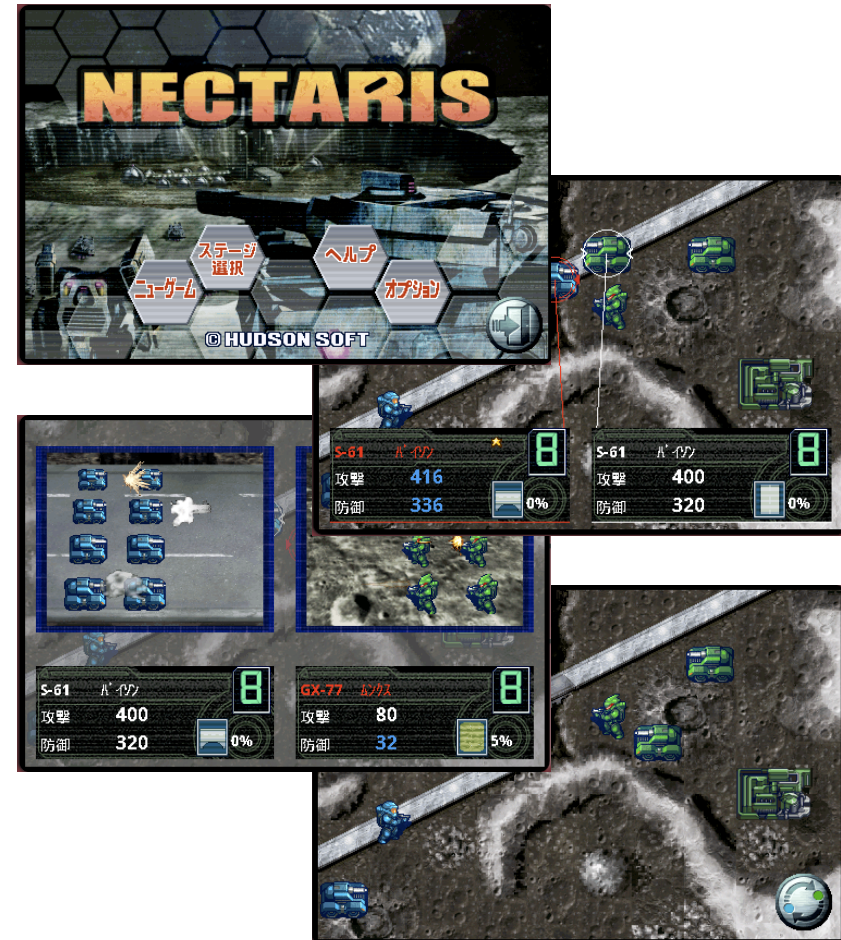 NECTARIS
ステージ
選択
ヘルプ
ニューゲーム
オプション
© HUDSON SOFT
S-61 バイソン 8
攻撃 416
防御 336 0%
S-61 バイソン 8
攻撃 400
防御 320 0%
S-61 バイソン 8
攻撃 400
防御 320 0%
GX-77 ムンクス 8
攻撃 80
防御 32 5%